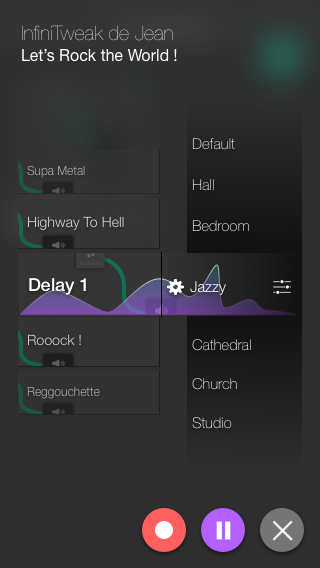 InfiniTweak de Jean
Let's Rock the World !
Default
Supa Metal
Hall
Highway To Hell
Bedroom
Delay 1
Jazzy
Rooock !
Cathedral
Church
Reggouchette
Studio